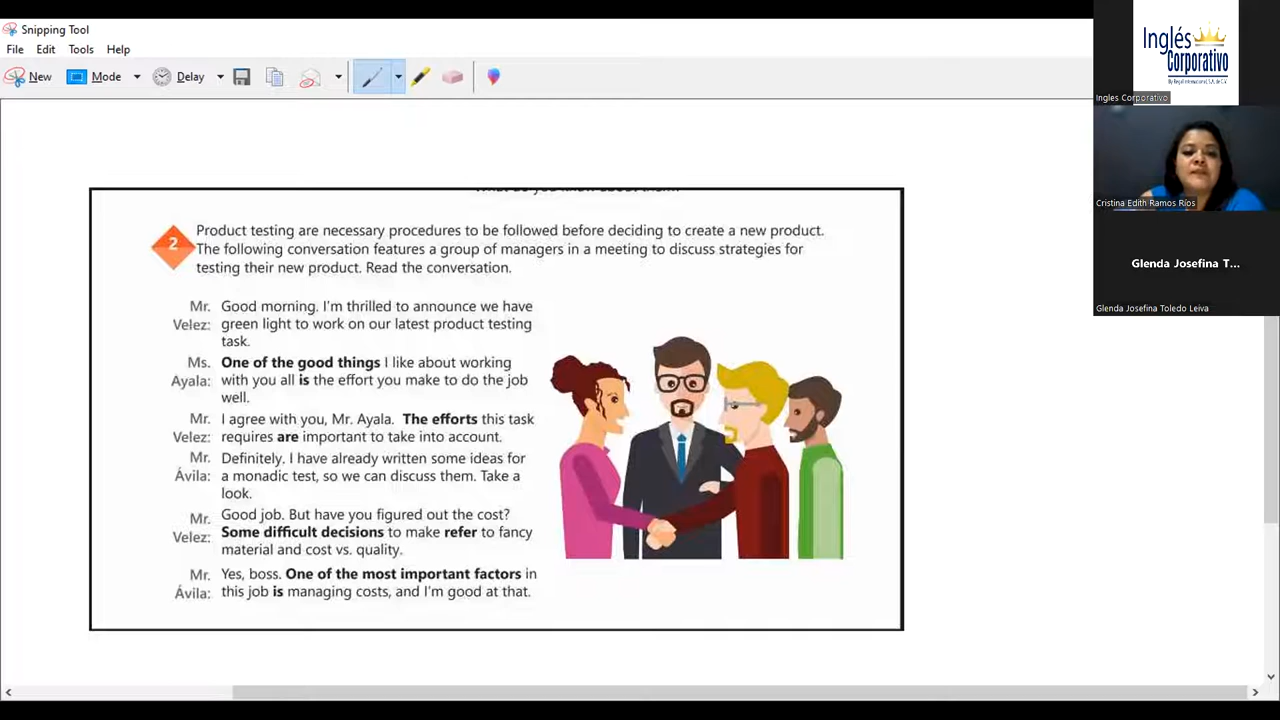 Snipping Tool
File Edit Tools Help
New Mode Delay
What do you know about them?
2
Product testing are necessary procedures to be followed before deciding to create a new product.
The following conversation features a group of managers in a meeting to discuss strategies for
testing their new product. Read the conversation.
Mr. Good morning. I'm thrilled to announce we have
Velez: green light to work on our latest product testing
task.
Ms. One of the good things I like about working
Ayala: with you all is the effort you make to do the job
well.
Mr. I agree with you, Mr. Ayala. The efforts this task
Velez: requires are important to take into account.
Mr. Definitely. I have already written some ideas for
Ávila: a monadic test, so we can discuss them. Take a
look.
Mr. Good job. But have you figured out the cost?
Velez: Some difficult decisions to make refer to fancy
material and cost vs. quality.
Mr. Yes, boss. One of the most important factors in
Ávila: this job is managing costs, and I'm good at that.
Inglés
Corporativo
Ingles Corporativo
Cristina Edith Ramos Ríos
Glenda Josefina T...
Glenda Josefina Toledo Leiva